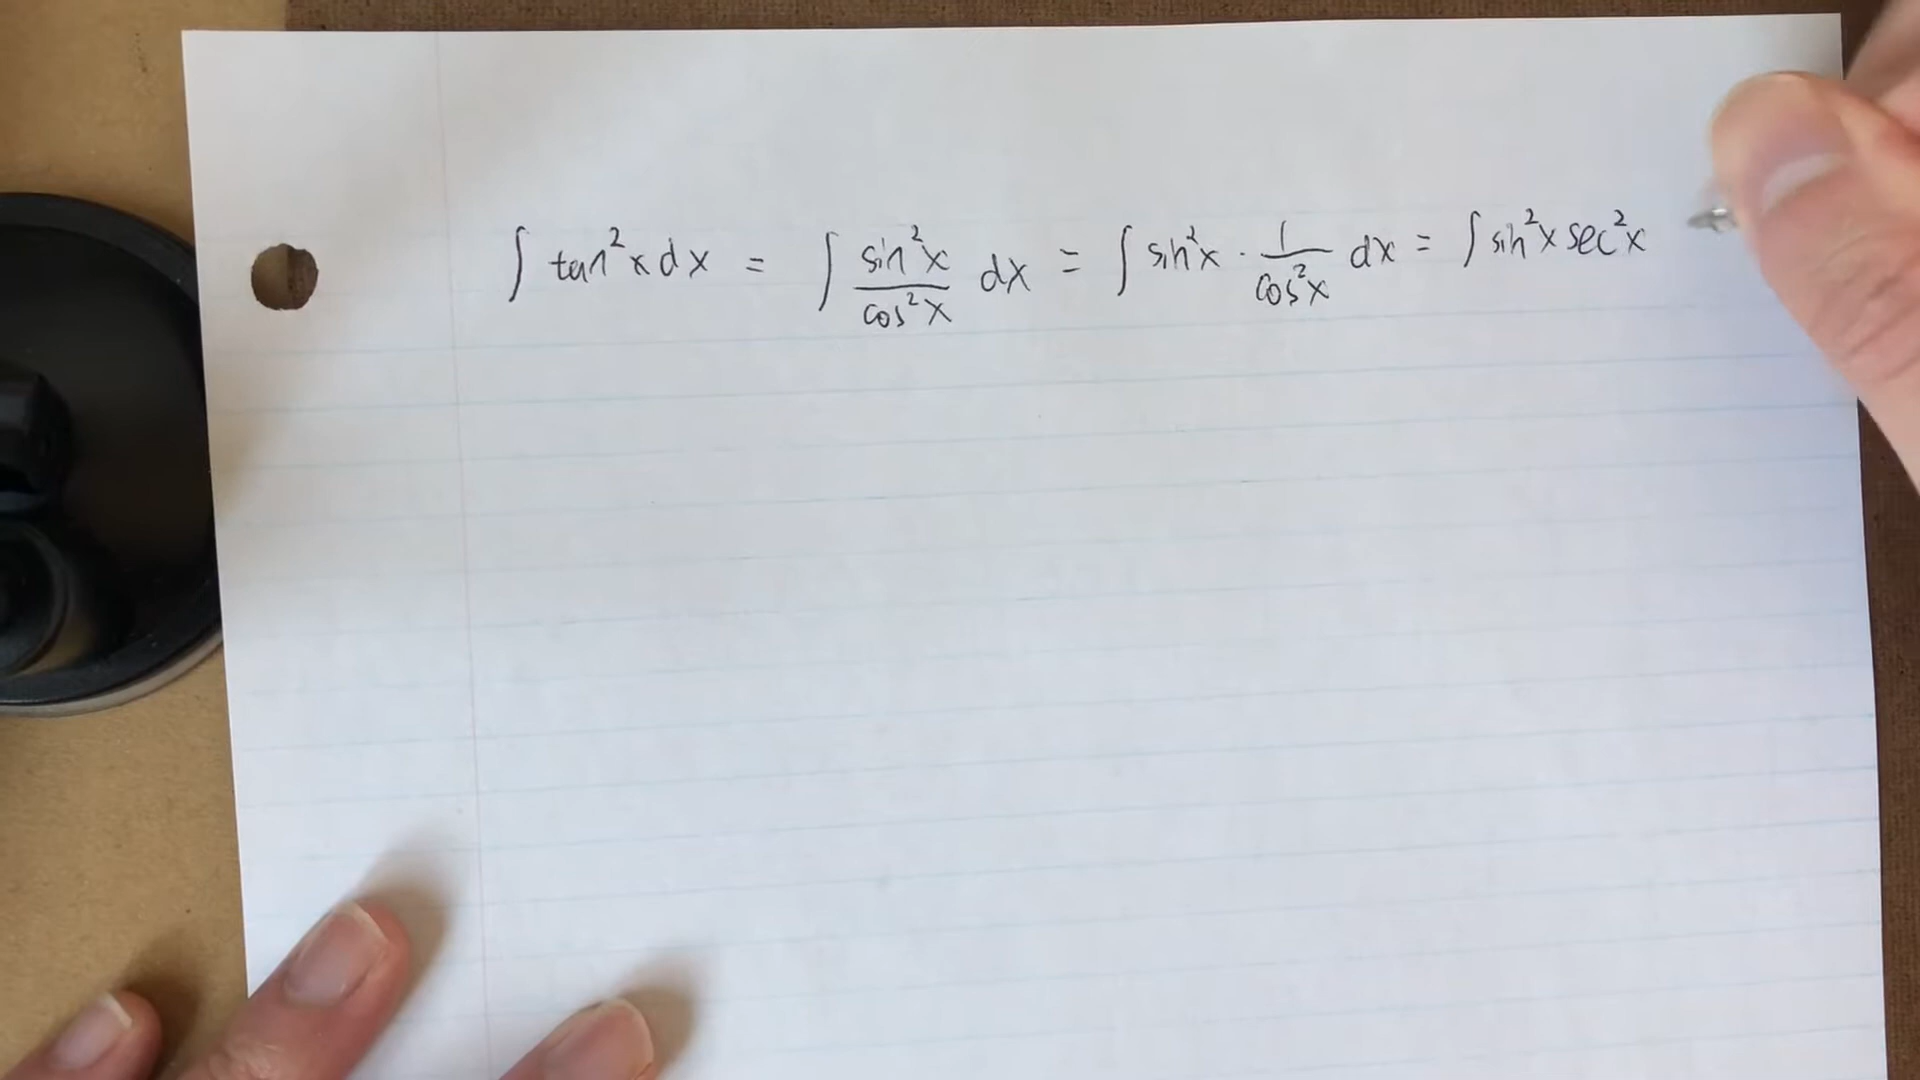 ∫ tan²x dx = ∫ sin²x/cos²x dx = ∫ sin²x · 1/cos²x dx = ∫ sin²x sec²x